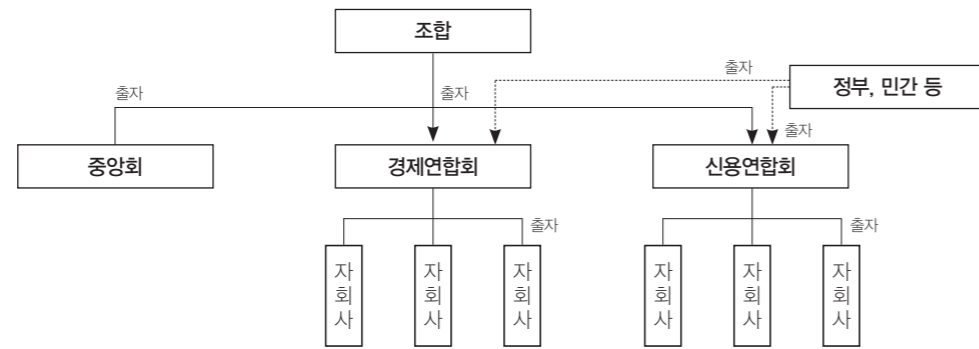 조합
출자
정부, 민간 등
출자
출자
출자
중앙회
경제연합회
신용연합회
출자
출자
자회사
자회사
자회사
자회사
자회사
자회사